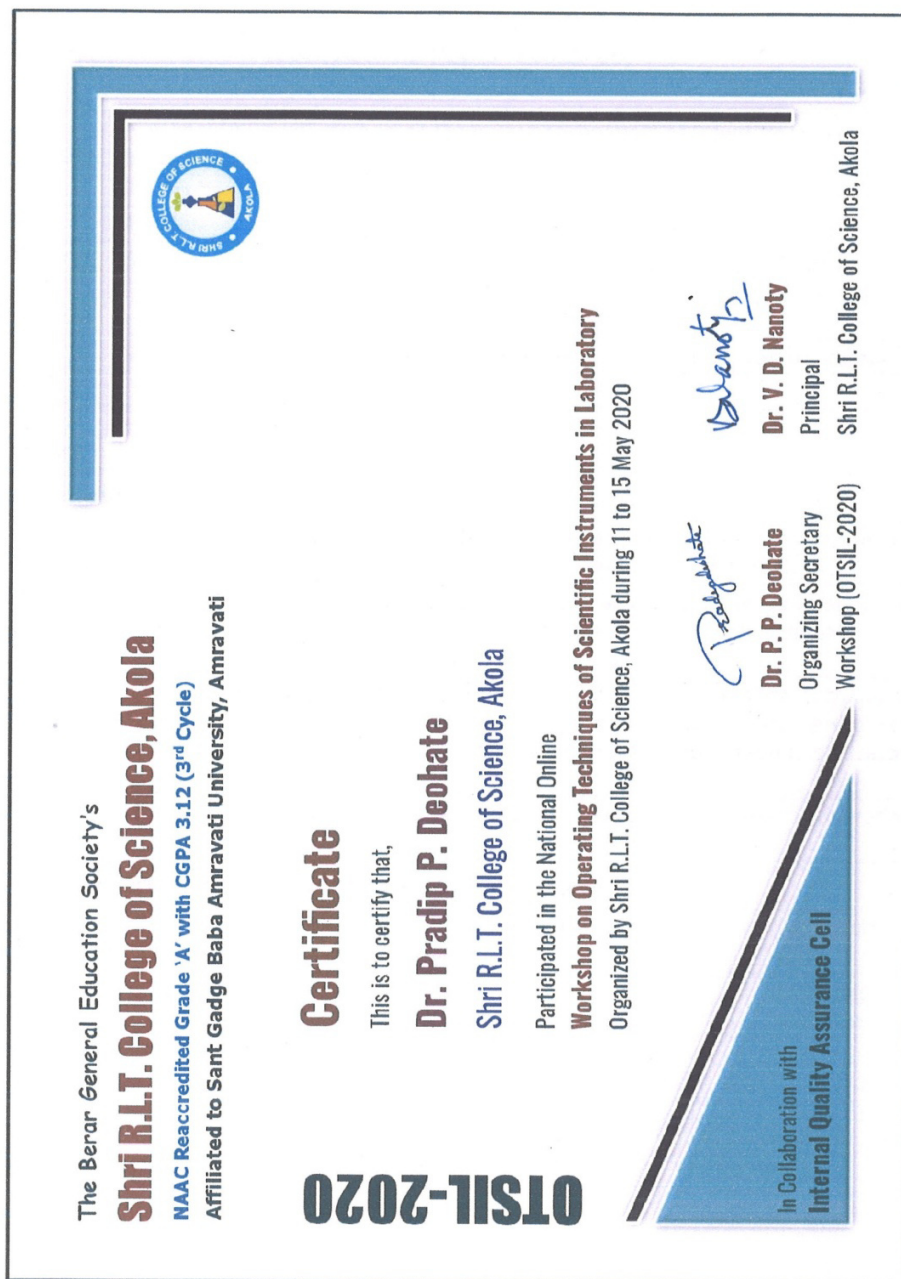 The Berar General Education Society's
Shri R.L.T. College of Science, Akola
NAAC Reaccredited Grade 'A' with CGPA 3.12 (3rd Cycle)
Affiliated to Sant Gadge Baba Amravati University, Amravati
SHRI R.L.T. COLLEGE OF SCIENCE
AKOLA
OTSIL-2020
Certificate
This is to certify that,
Dr. Pradip P. Deohate
Shri R.L.T. College of Science, Akola
Participated in the National Online
Workshop on Operating Techniques of Scientific Instruments in Laboratory
Organized by Shri R.L.T. College of Science, Akola during 11 to 15 May 2020
In Collaboration with
Internal Quality Assurance Cell
Dr. P. P. Deohate
Organizing Secretary
Workshop (OTSIL-2020)
Dr. V. D. Nanoty
Principal
Shri R.L.T. College of Science, Akola